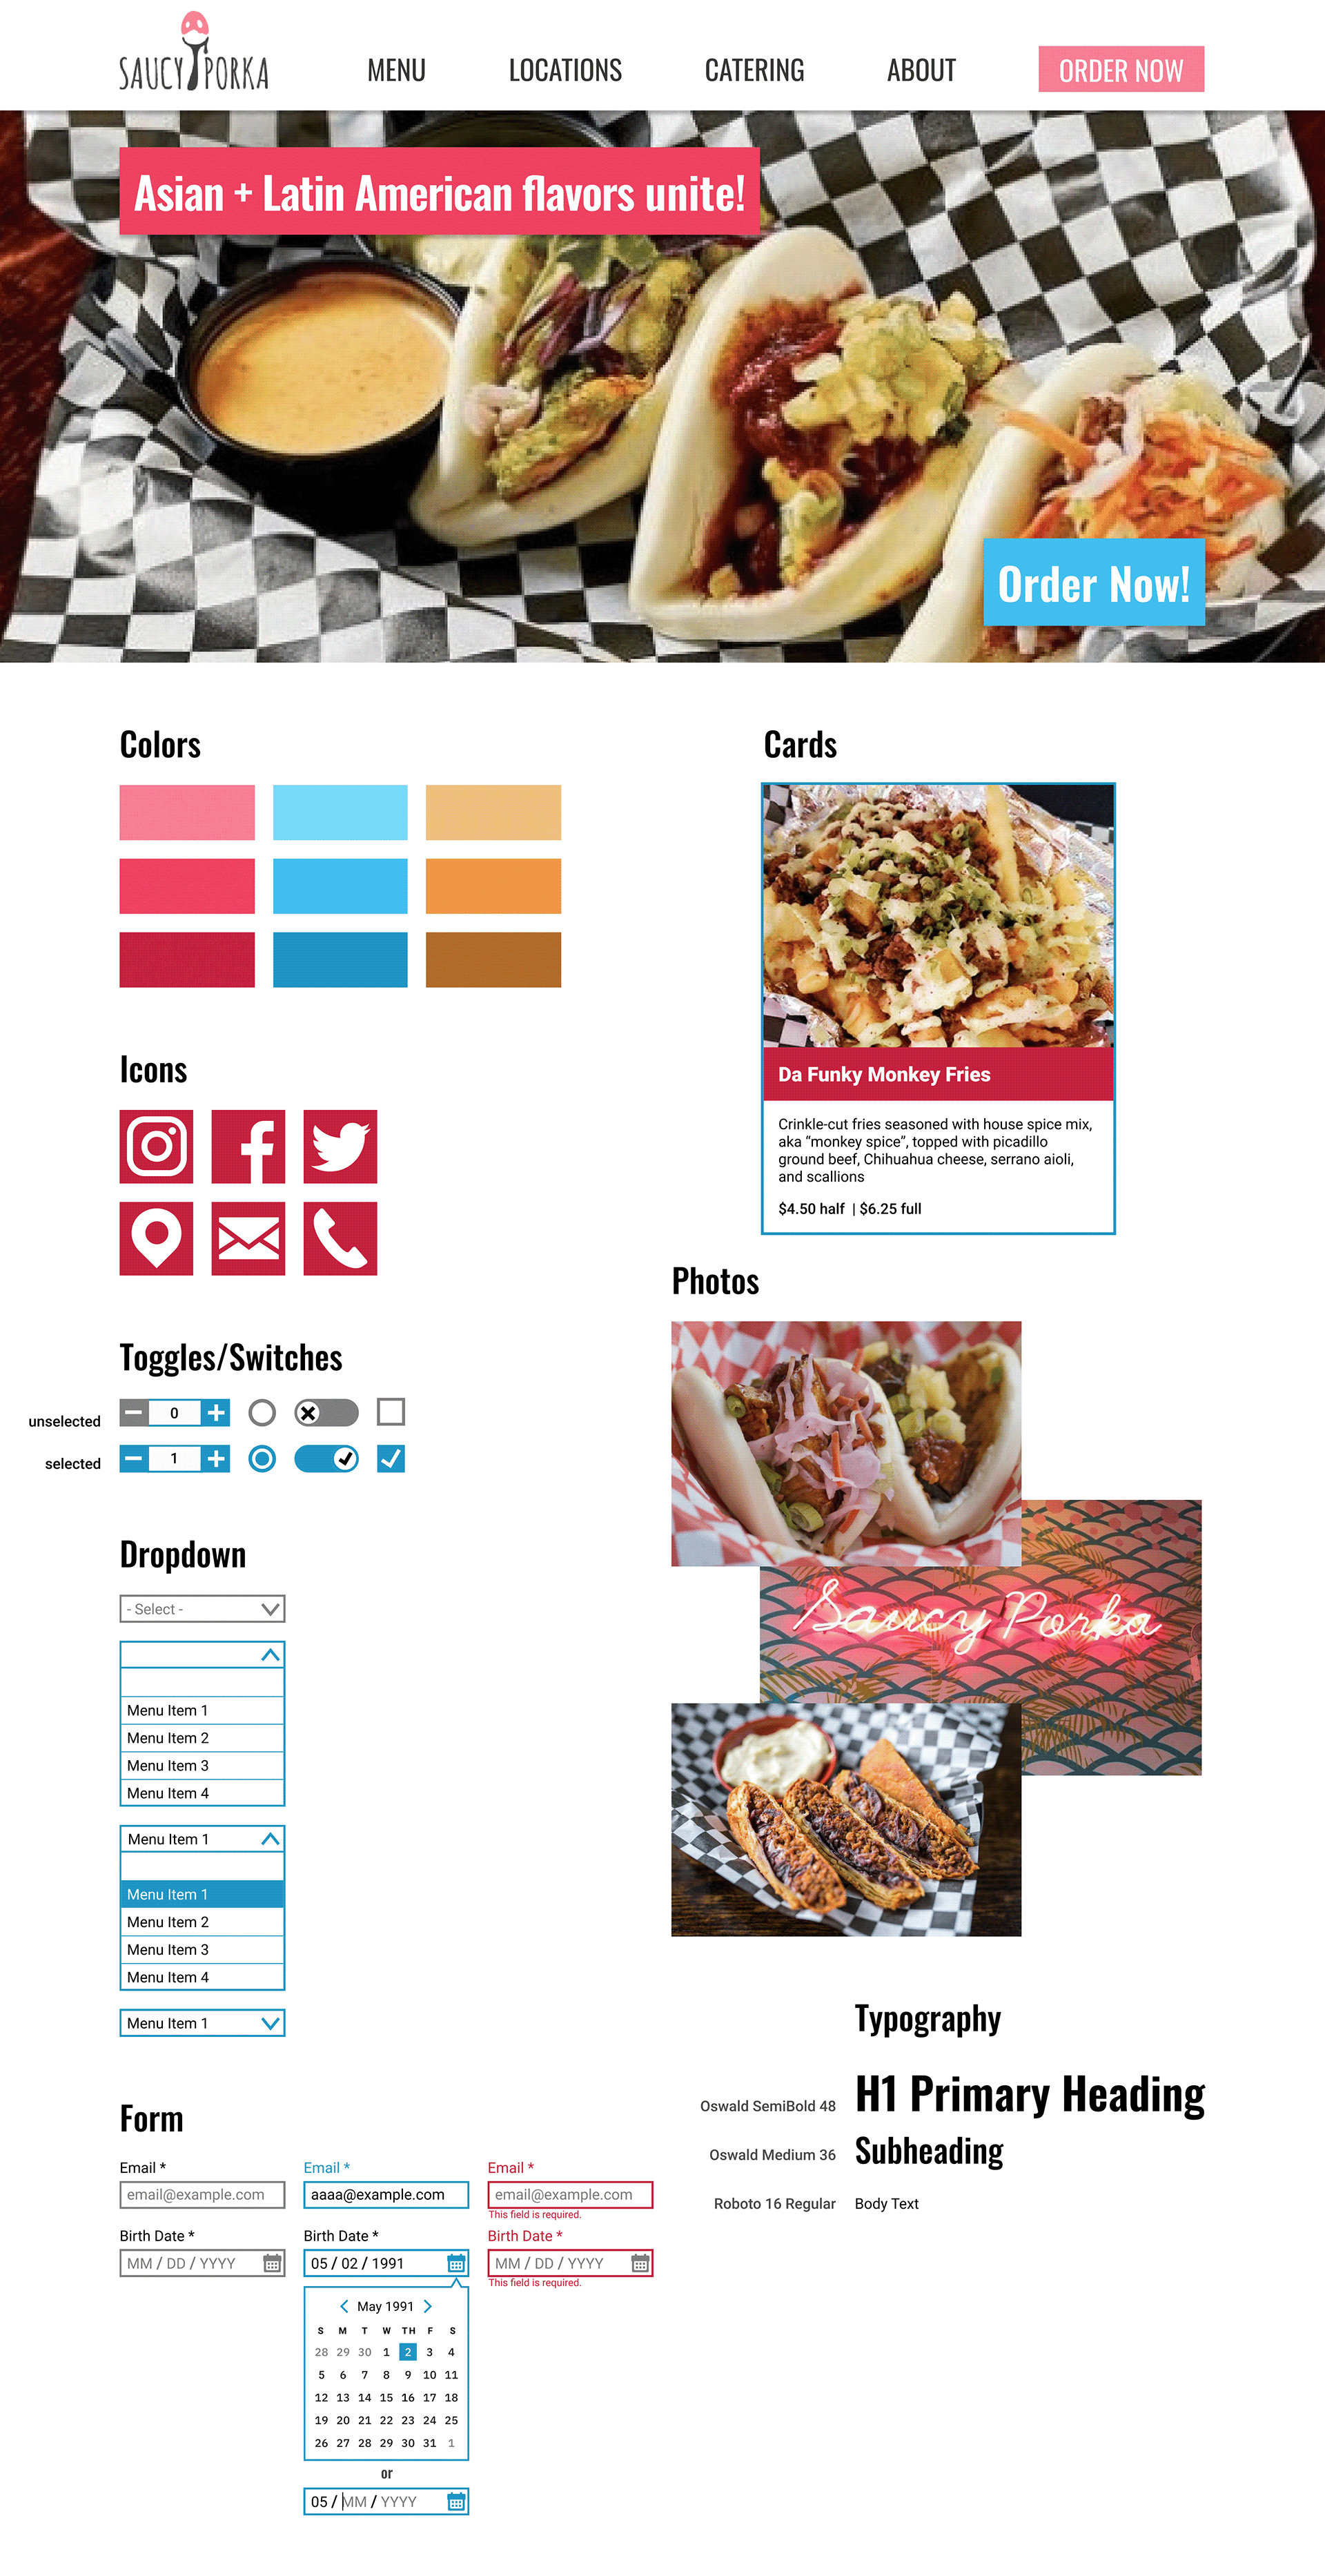 SAUCY PORKA
MENU
LOCATIONS
CATERING
ABOUT
ORDER NOW
Asian + Latin American flavors unite!
Order Now!
Colors
Cards
Da Funky Monkey Fries
Crinkle-cut fries seasoned with house spice mix,
aka “monkey spice”, topped with picadillo
ground beef, Chihuahua cheese, serrano aioli,
and scallions
$4.50 half | $6.25 full
Icons
Photos
Saucy Porka
Toggles/Switches
unselected
0
selected
1
Dropdown
- Select -
Menu Item 1
Menu Item 2
Menu Item 3
Menu Item 4
Menu Item 1
Menu Item 1
Menu Item 2
Menu Item 3
Menu Item 4
Menu Item 1
Typography
Oswald SemiBold 48 H1 Primary Heading
Oswald Medium 36 Subheading
Roboto 16 Regular Body Text
Form
Email * Email * Email *
email@example.com aaaa@example.com email@example.com
This field is required.
Birth Date * Birth Date * Birth Date *
MM / DD / YYYY 05 / 02 / 1991 MM / DD / YYYY
This field is required.
May 1991
S M T W TH F S
28 29 30 1 2 3 4
5 6 7 8 9 10 11
12 13 14 15 16 17 18
19 20 21 22 23 24 25
26 27 28 29 30 31 1
or
05 / MM / YYYY